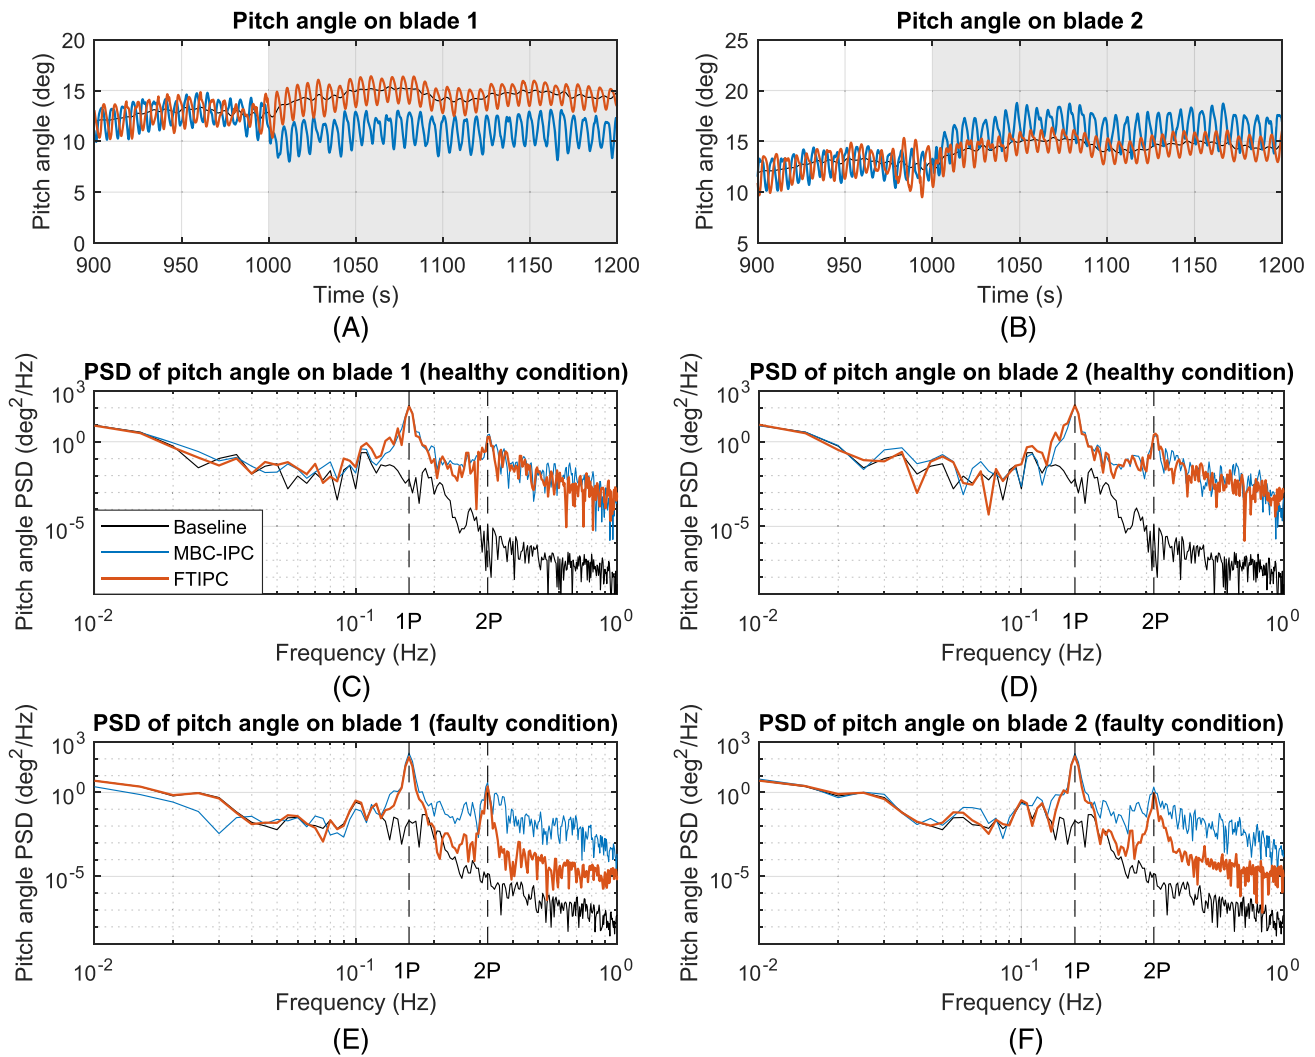 Pitch angle on blade 1
Pitch angle (deg)
20
15
10
5
0
900 950 1000 1050 1100 1150 1200
Time (s)
(A)
Pitch angle on blade 2
Pitch angle (deg)
25
20
15
10
5
900 950 1000 1050 1100 1150 1200
Time (s)
(B)
PSD of pitch angle on blade 1 (healthy condition)
Pitch angle PSD (deg²/Hz)
10³
10⁰
10⁻⁵
Baseline
MBC-IPC
FTIPC
10⁻² 10⁻¹ 1P 2P 10⁰
Frequency (Hz)
(C)
PSD of pitch angle on blade 2 (healthy condition)
Pitch angle PSD (deg²/Hz)
10³
10⁰
10⁻⁵
10⁻² 10⁻¹ 1P 2P 10⁰
Frequency (Hz)
(D)
PSD of pitch angle on blade 1 (faulty condition)
Pitch angle PSD (deg²/Hz)
10³
10⁰
10⁻⁵
10⁻² 10⁻¹ 1P 2P 10⁰
Frequency (Hz)
(E)
PSD of pitch angle on blade 2 (faulty condition)
Pitch angle PSD (deg²/Hz)
10³
10⁰
10⁻⁵
10⁻² 10⁻¹ 1P 2P 10⁰
Frequency (Hz)
(F)